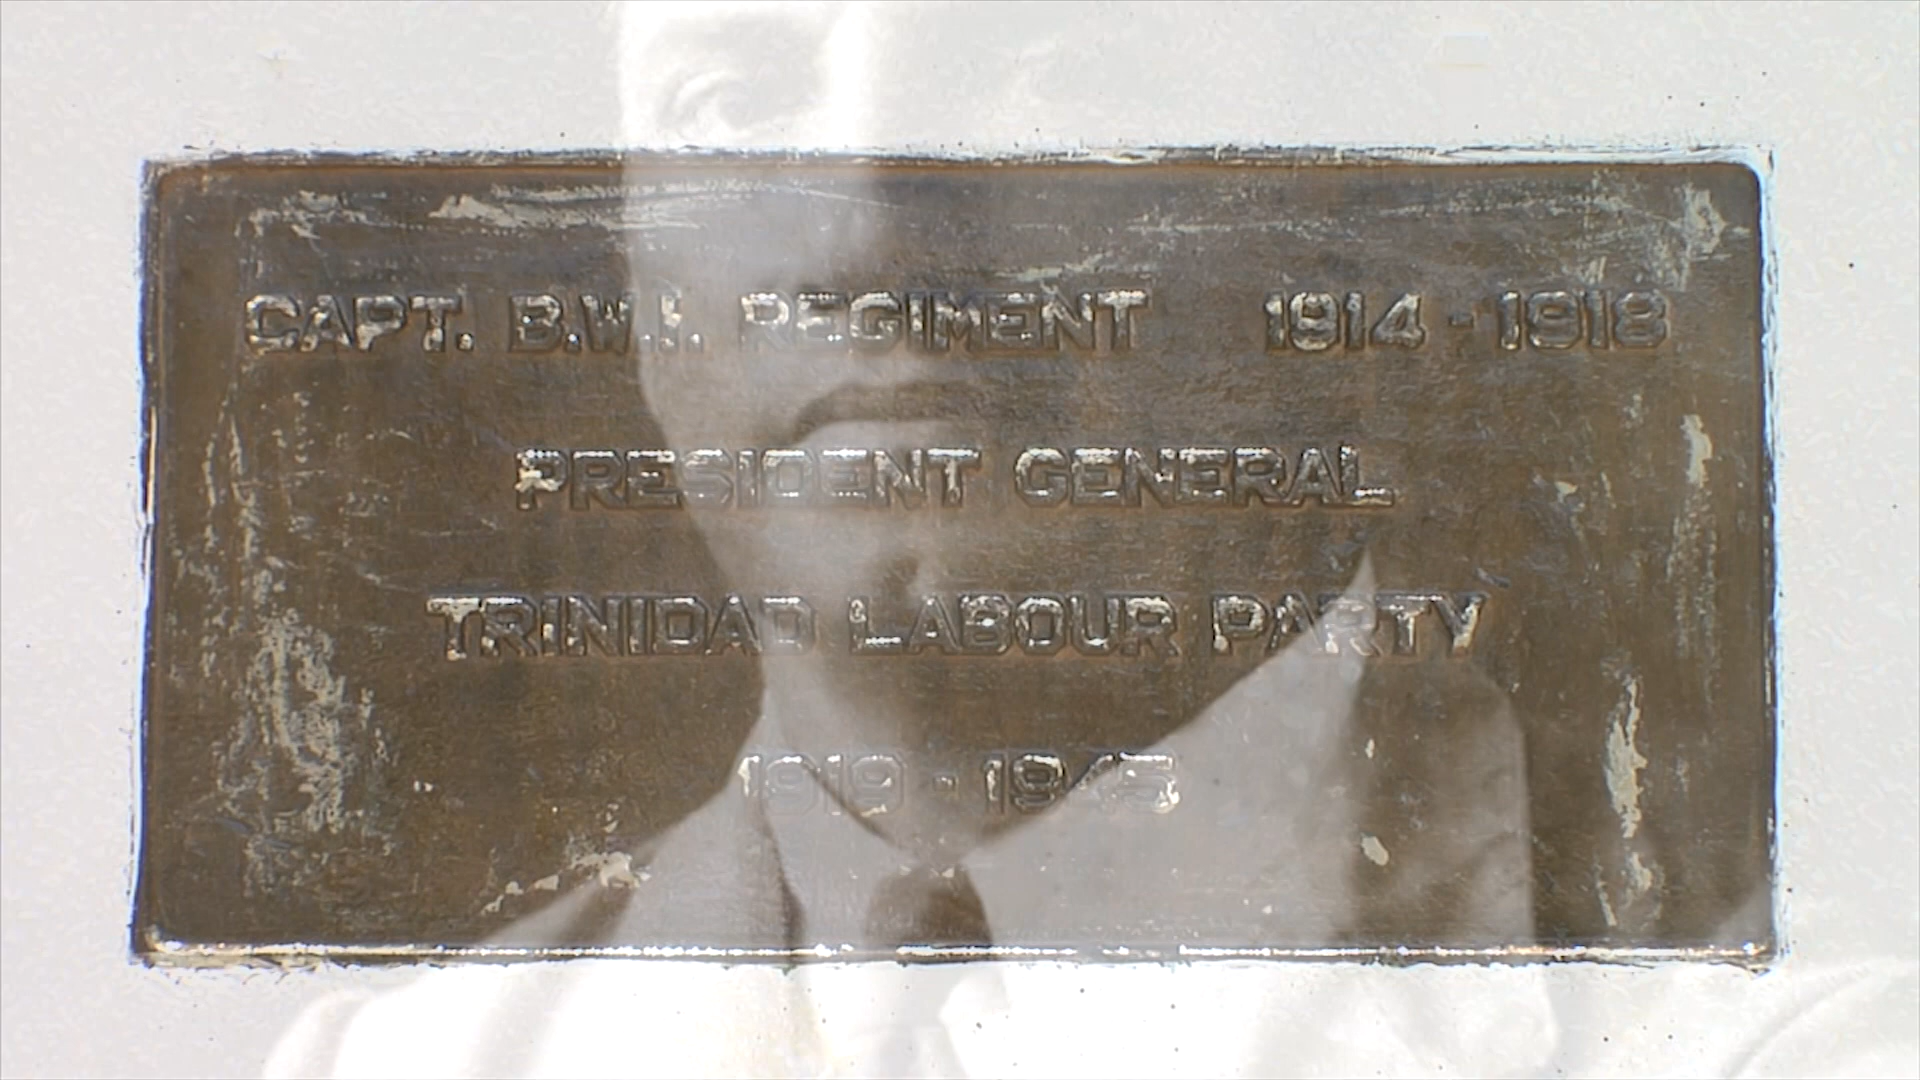 CAPT. B.W.I. REGIMENT 1914-1918
PRESIDENT GENERAL
TRINIDAD LABOUR PARTY
1919-1945